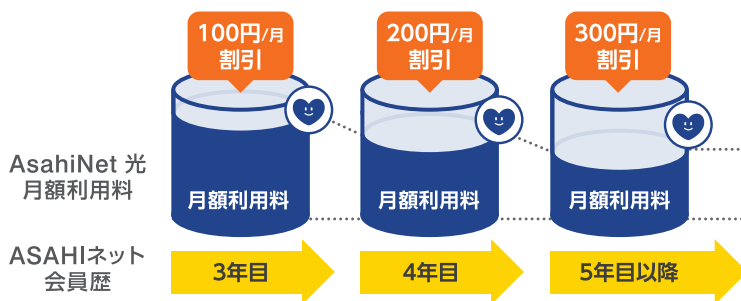 100円/月
割引
200円/月
割引
300円/月
割引
AsahiNet 光
月額利用料
月額利用料
月額利用料
月額利用料
ASAHIネット
会員歴
3年目
4年目
5年目以降